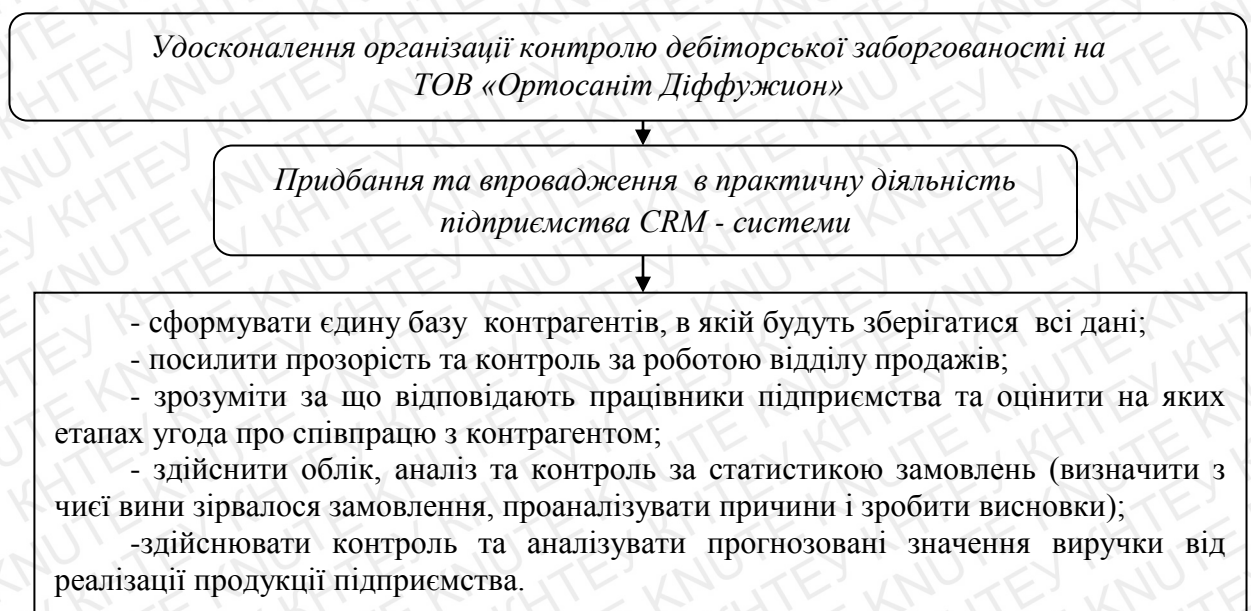 Удосконалення організації контролю дебіторської заборгованості на
ТОВ «Ортосаніт Діффужион»
Придбання та впровадження в практичну діяльність
підприємства CRM - системи
- сформувати єдину базу контрагентів, в якій будуть зберігатися всі дані;
- посилити прозорість та контроль за роботою відділу продажів;
- зрозуміти за що відповідають працівники підприємства та оцінити на яких
етапах угода про співпрацю з контрагентом;
- здійснити облік, аналіз та контроль за статистикою замовлень (визначити з
чиєї вини зірвалося замовлення, проаналізувати причини і зробити висновки);
-здійснювати контроль та аналізувати прогнозовані значення виручки від
реалізації продукції підприємства.